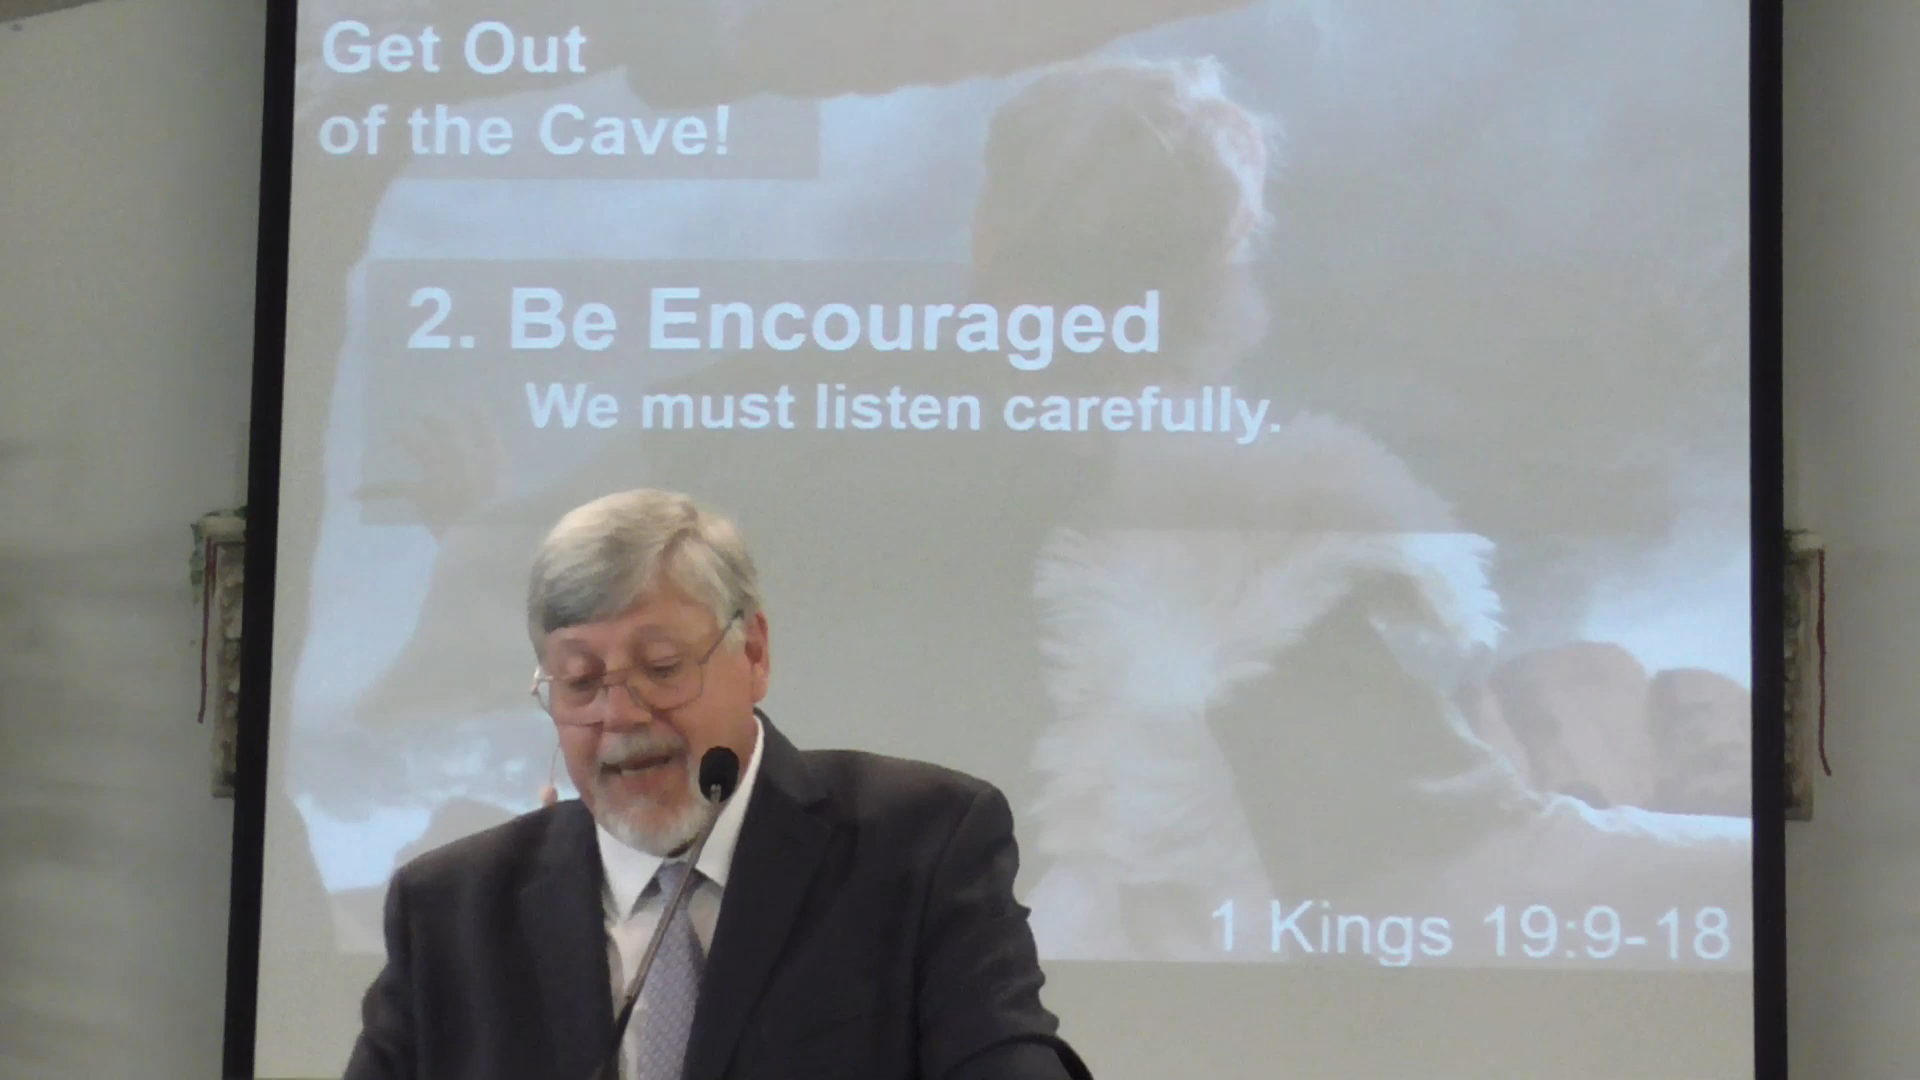 Get Out
of the Cave!
2. Be Encouraged
We must listen carefully.
1 Kings 19:9-18